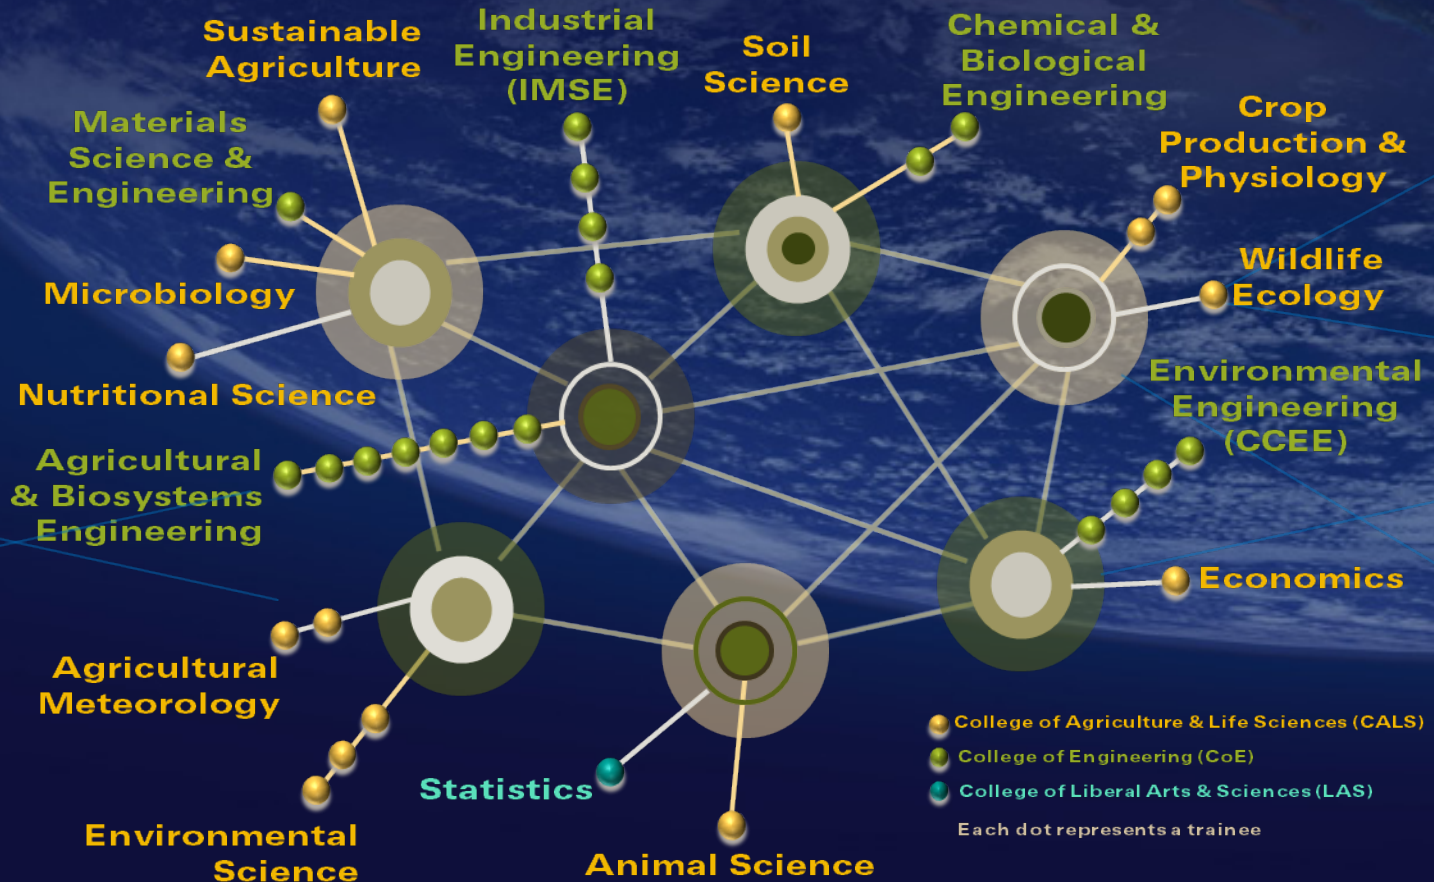 Sustainable
Agriculture
Industrial
Engineering
(IMSE)
Soil
Science
Chemical &
Biological
Engineering
Crop
Production &
Physiology
Materials
Science &
Engineering
Microbiology
Wildlife
Ecology
Nutritional Science
Environmental
Engineering
(CCEE)
Agricultural
& Biosystems
Engineering
Economics
Agricultural
Meteorology
Statistics
Environmental
Science
Animal Science
College of Agriculture & Life Sciences (CALS)
College of Engineering (CoE)
College of Liberal Arts & Sciences (LAS)
Each dot represents a trainee